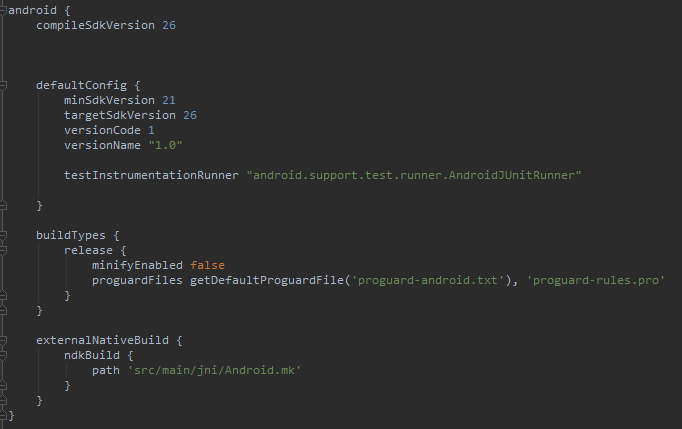 android {
compileSdkVersion 26
defaultConfig {
minSdkVersion 21
targetSdkVersion 26
versionCode 1
versionName "1.0"
testInstrumentationRunner "android.support.test.runner.AndroidJUnitRunner"
}
buildTypes {
release {
minifyEnabled false
proguardFiles getDefaultProguardFile('proguard-android.txt'), 'proguard-rules.pro'
}
}
externalNativeBuild {
ndkBuild {
path 'src/main/jni/Android.mk'
}
}
}